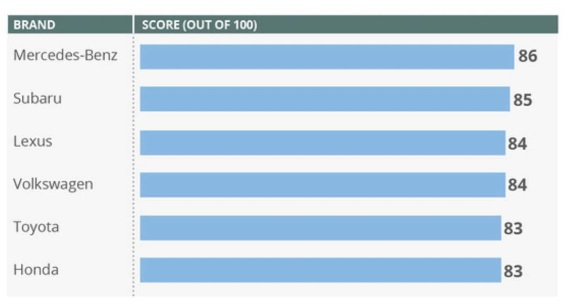 BRAND SCORE (OUT OF 100)
Mercedes-Benz 86
Subaru 85
Lexus 84
Volkswagen 84
Toyota 83
Honda 83